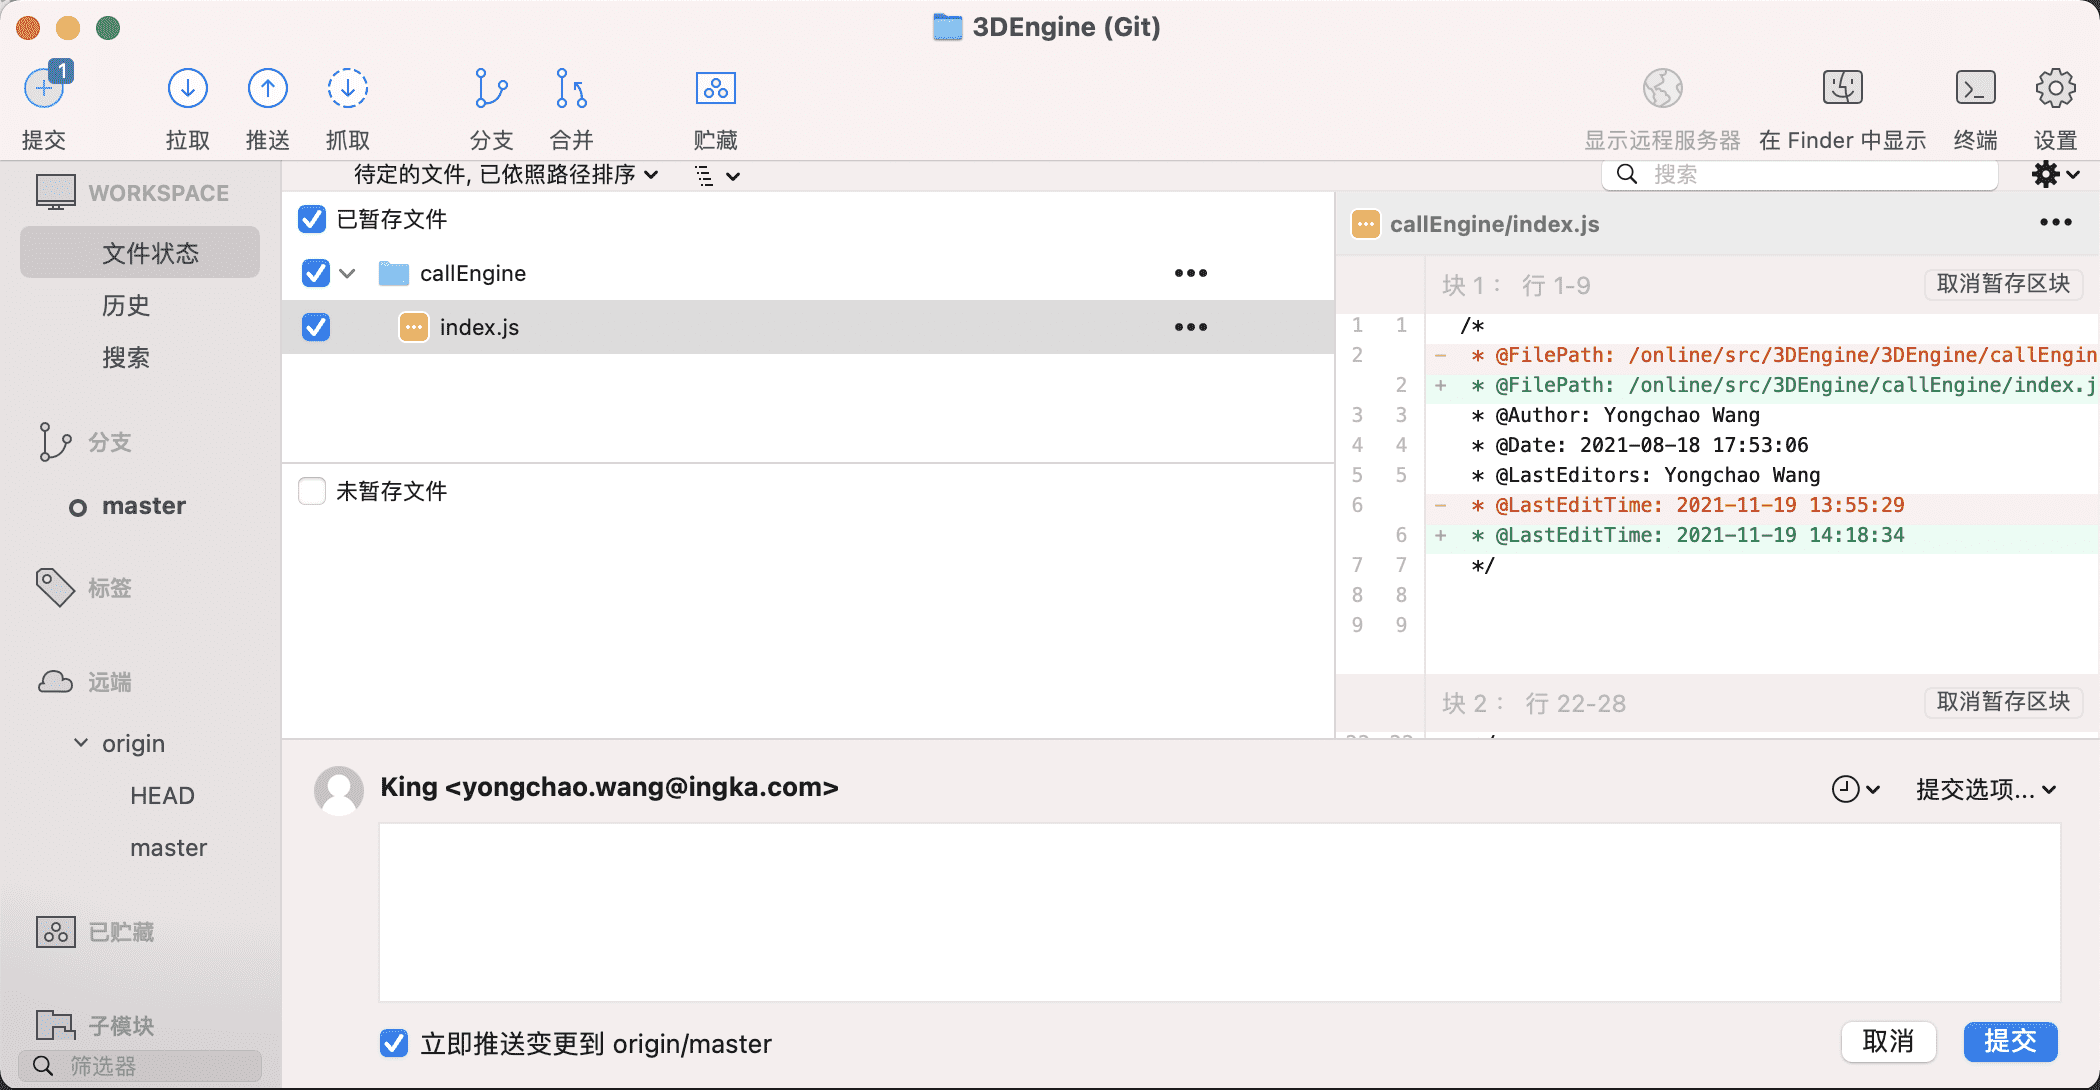 3DEngine (Git)
1
提交
拉取
推送
抓取
分支
合并
贮藏
显示远程服务器
在 Finder 中显示
终端
设置
待定的文件, 已依照路径排序
搜索
WORKSPACE
文件状态
历史
搜索
分支
master
标签
远端
origin
HEAD
master
已贮藏
子模块
筛选器
已暂存文件
callEngine
index.js
未暂存文件
callEngine/index.js
块 1： 行 1-9
取消暂存区块
1 1 /*
2 - * @FilePath: /online/src/3DEngine/3DEngine/callEngin
2 + * @FilePath: /online/src/3DEngine/callEngine/index.j
3 3 * @Author: Yongchao Wang
4 4 * @Date: 2021-08-18 17:53:06
5 5 * @LastEditors: Yongchao Wang
6 - * @LastEditTime: 2021-11-19 13:55:29
6 + * @LastEditTime: 2021-11-19 14:18:34
7 7 */
8 8
9 9
块 2： 行 22-28
取消暂存区块
King <yongchao.wang@ingka.com>
提交选项...
立即推送变更到 origin/master
取消
提交